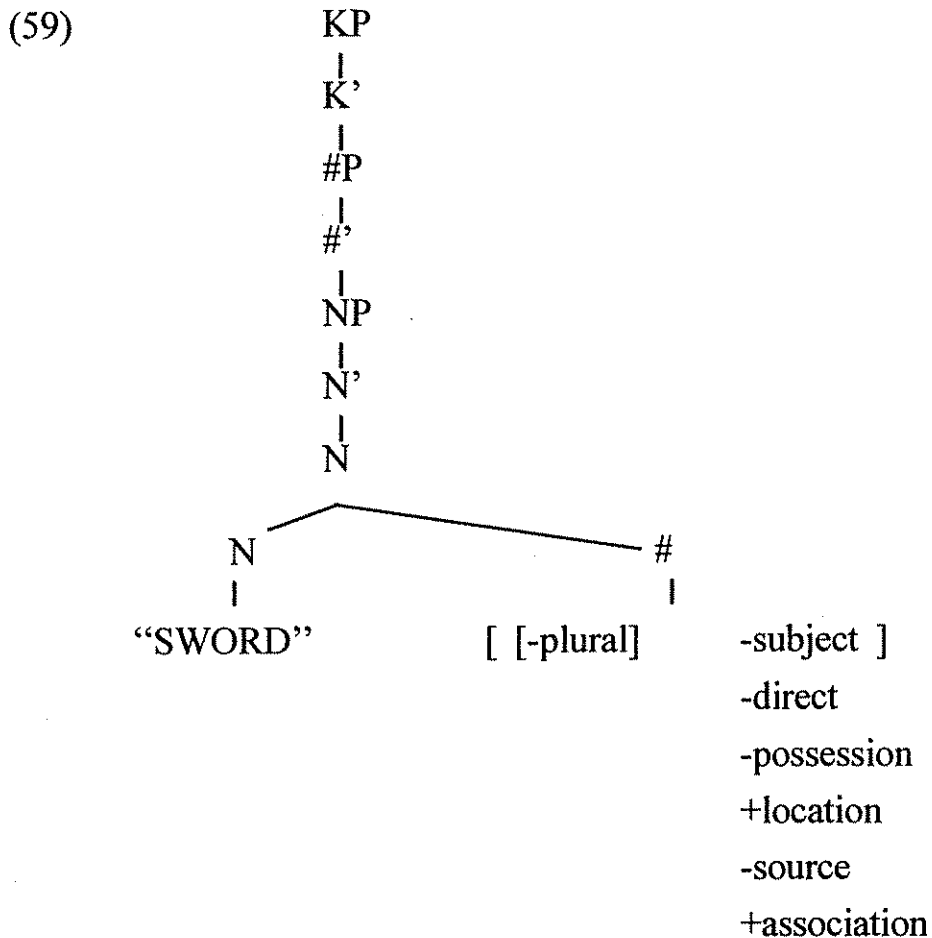 (59) KP
K’
#P
#’
NP
N’
N
N #
“SWORD” [ [-plural] -subject ]
-direct
-possession
+location
-source
+association